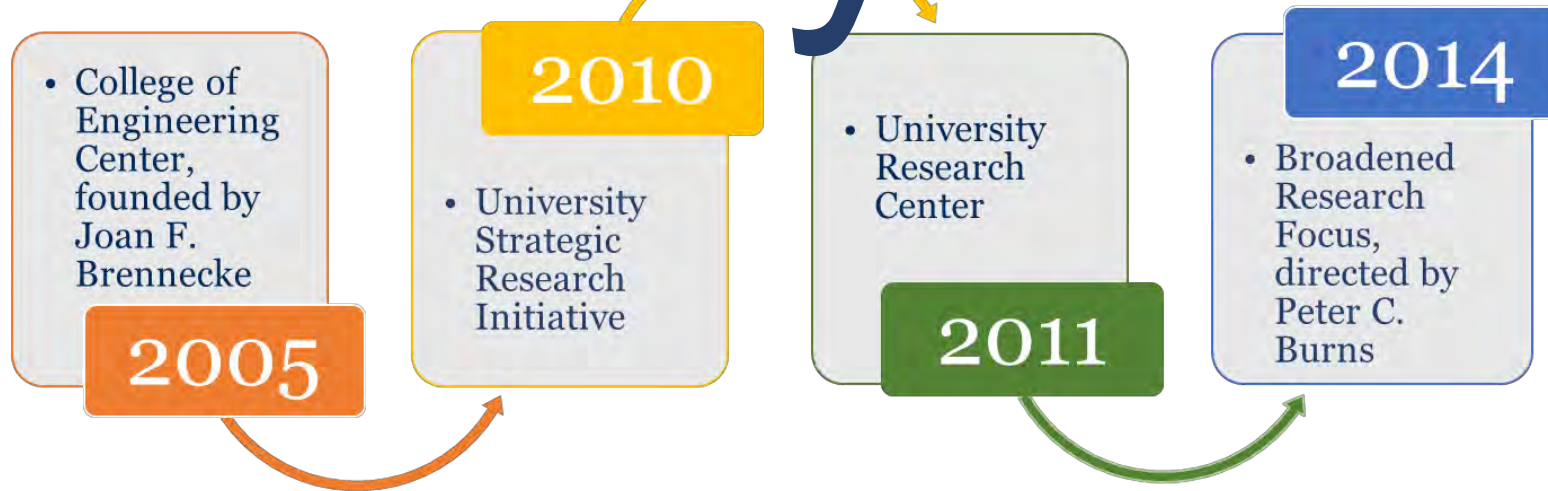 • College of
Engineering
Center,
founded by
Joan F.
Brennecke
2005
2010
• University
Strategic
Research
Initiative
• University
Research
Center
2011
2014
• Broadened
Research
Focus,
directed by
Peter C.
Burns